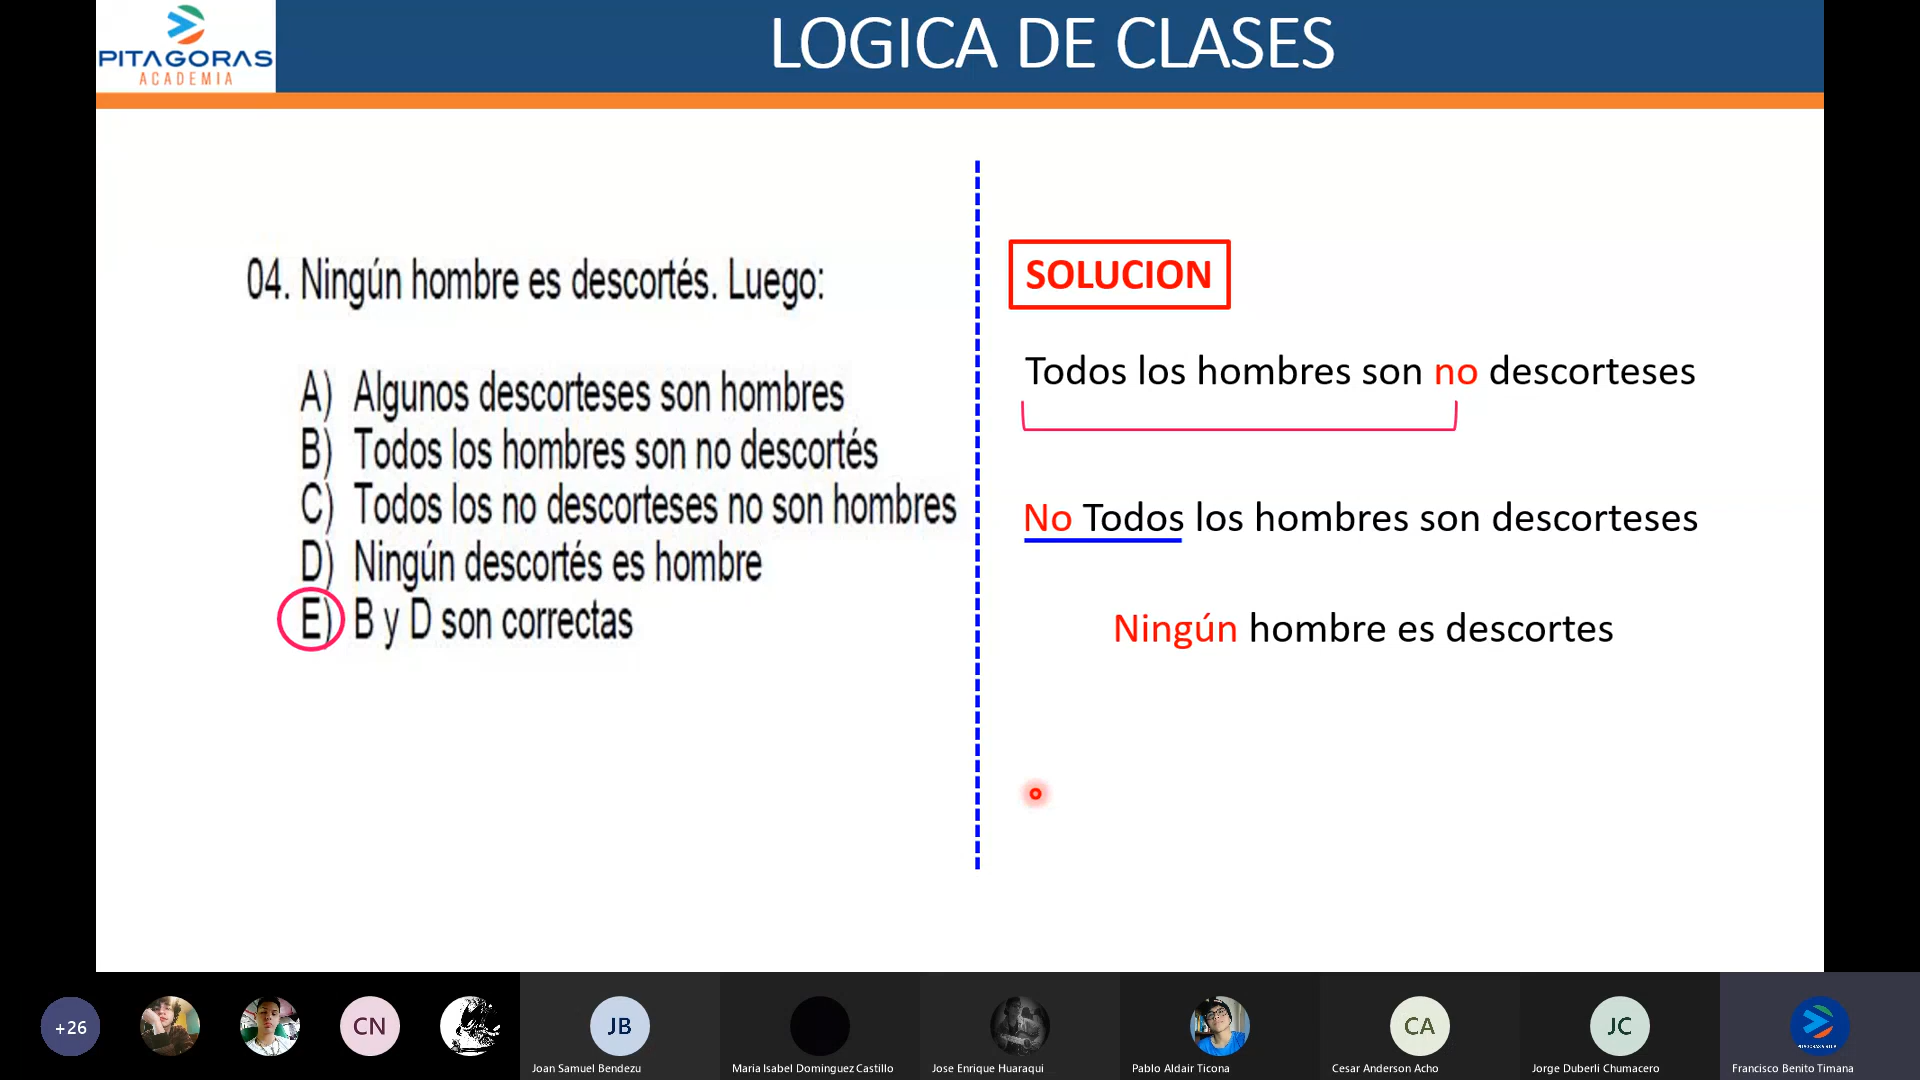 PITAGORAS
ACADEMIA
LOGICA DE CLASES
04. Ningún hombre es descortés. Luego:
A) Algunos descorteses son hombres
B) Todos los hombres son no descortés
C) Todos los no descorteses no son hombres
D) Ningún descortés es hombre
E) B y D son correctas
SOLUCION
Todos los hombres son no descorteses
No Todos los hombres son descorteses
Ningún hombre es descortes
+26
CN
JB
CA
JC
Joan Samuel Bendezu
Maria Isabel Dominguez Castillo
Jose Enrique Huaraqui
Pablo Aldair Ticona
Cesar Anderson Acho
Jorge Duberli Chumacero
Francisco Benito Timana